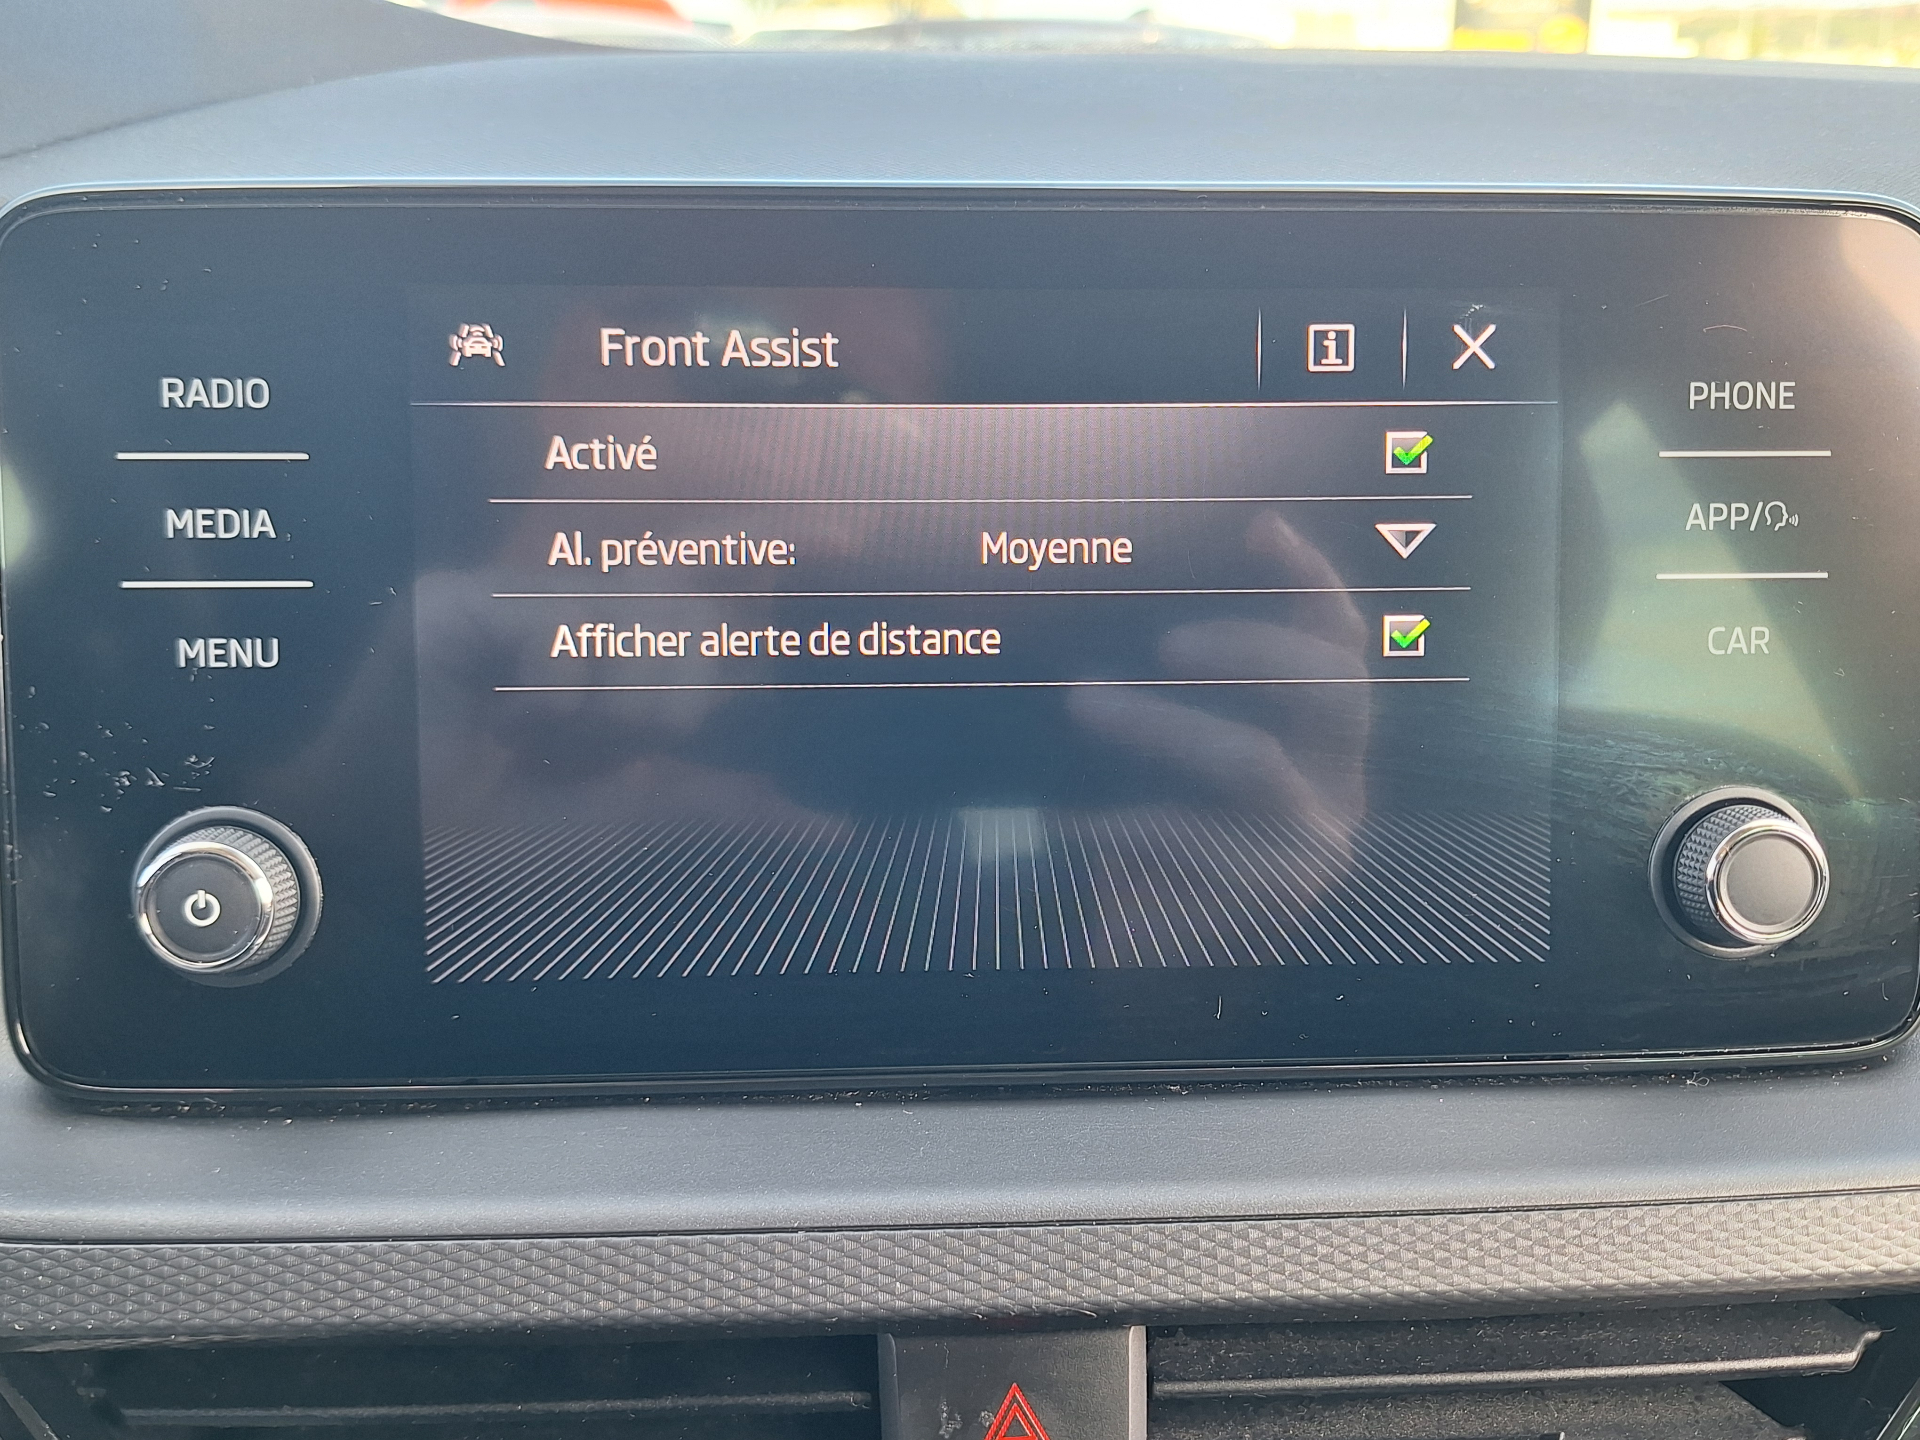 Front Assist
RADIO
PHONE
Activé
MEDIA
Al. préventive: Moyenne
APP/
Afficher alerte de distance
MENU
CAR